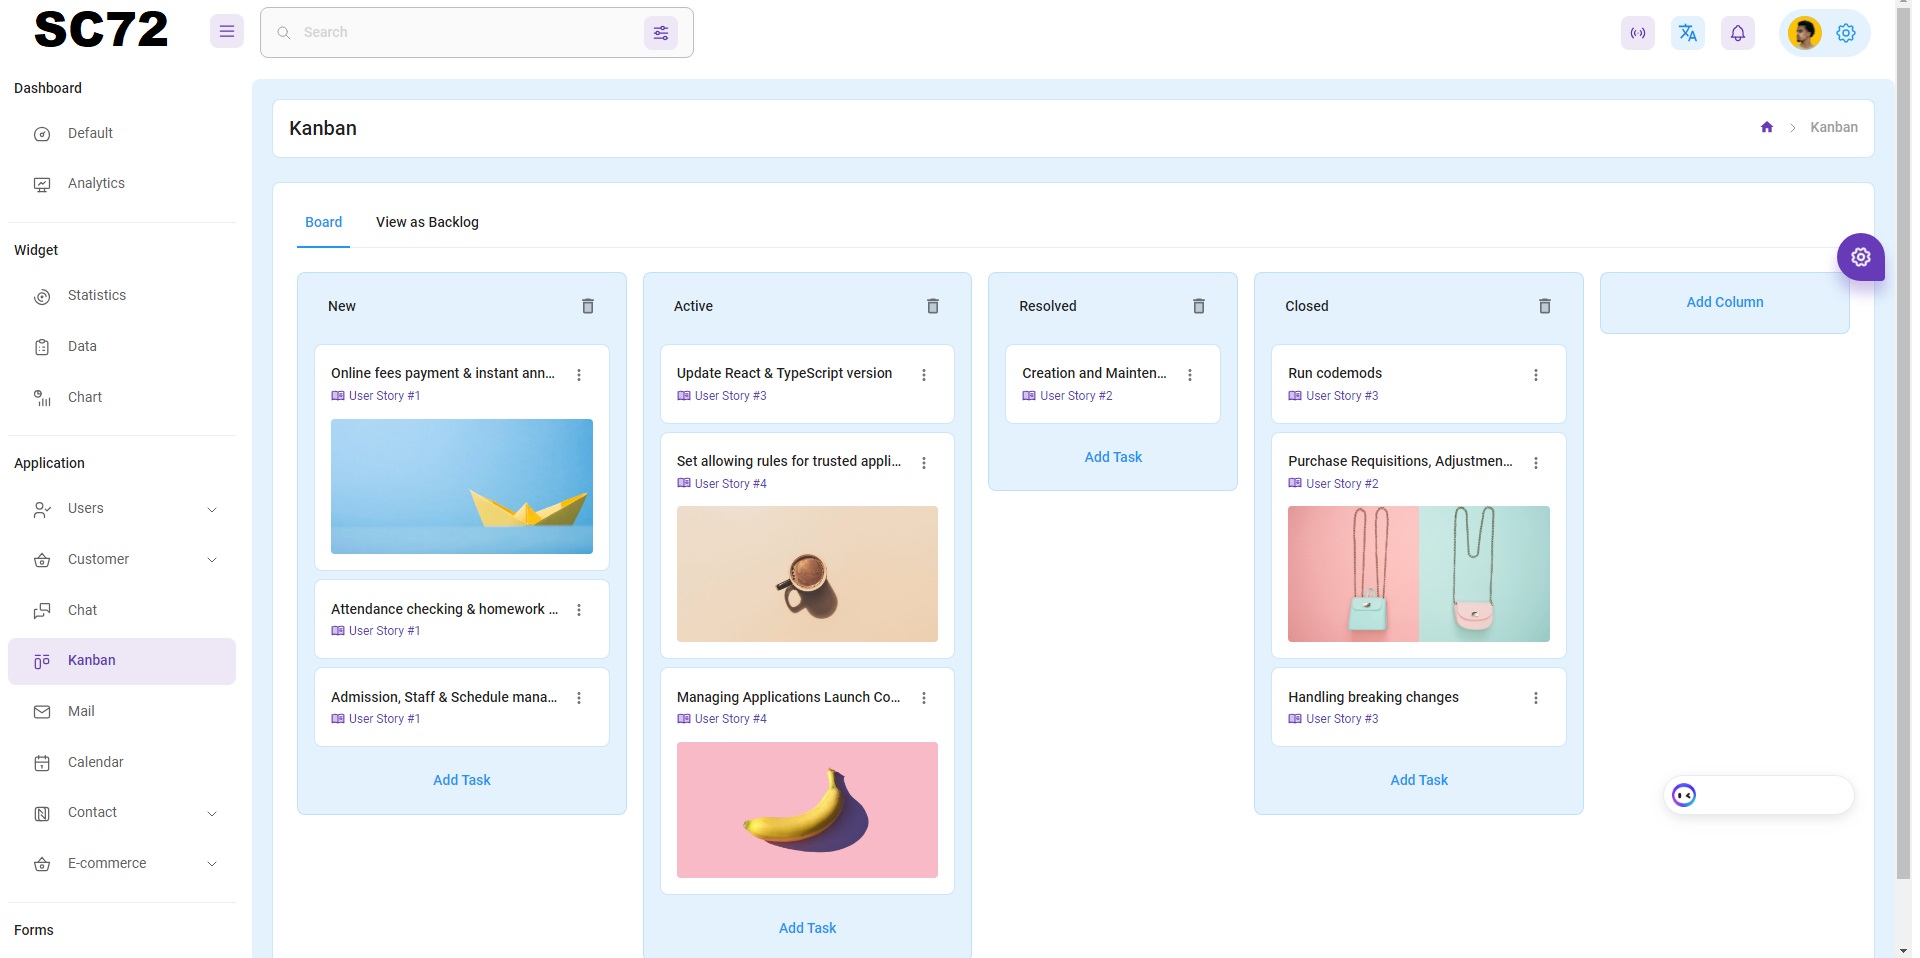 SC72
Search
Dashboard
Default
Analytics
Widget
Statistics
Data
Chart
Application
Users
Customer
Chat
Kanban
Mail
Calendar
Contact
E-commerce
Forms
Kanban
Kanban
Board
View as Backlog
New
Online fees payment & instant ann...
User Story #1
Attendance checking & homework ...
User Story #1
Admission, Staff & Schedule mana...
User Story #1
Add Task
Active
Update React & TypeScript version
User Story #3
Set allowing rules for trusted appli...
User Story #4
Managing Applications Launch Co...
User Story #4
Add Task
Resolved
Creation and Mainten...
User Story #2
Add Task
Closed
Run codemods
User Story #3
Purchase Requisitions, Adjustmen...
User Story #2
Handling breaking changes
User Story #3
Add Task
Add Column